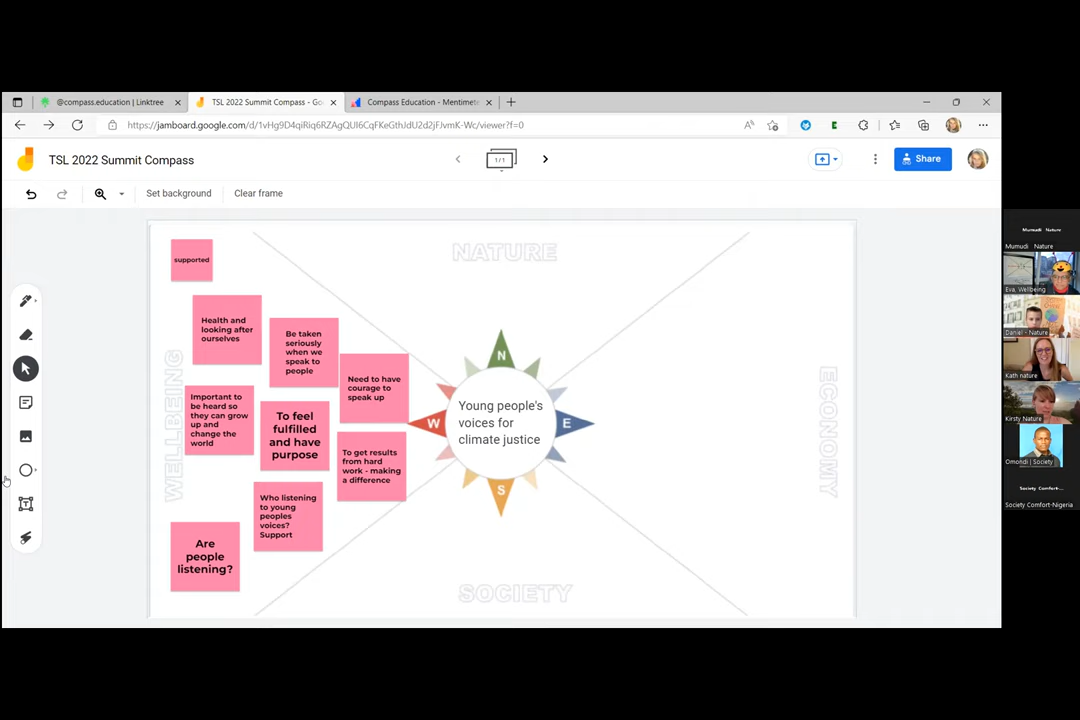 @compass.education | Linktree
TSL 2022 Summit Compass - Go
Compass Education - Mentimete
https://jamboard.google.com/d/1vHg9D4qiRiq6RZAgQUI6CqFKeGthJdU2d2jFJvmK-Wc/viewer?f=0
TSL 2022 Summit Compass
1/1
Share
Set background
Clear frame
NATURE
WELLBEING
ECONOMY
SOCIETY
supported
Health and
looking after
ourselves
Be taken
seriously
when we
speak to
people
Need to have
courage to
speak up
Important to
be heard so
they can grow
up and
change the
world
To feel
fulfilled
and have
purpose
To get results
from hard
work - making
a difference
Who listening
to young
peoples
voices?
Support
Are
people
listening?
N
W
E
S
Young people's
voices for
climate justice
Mumudi Nature
Mumudi Nature
Eva, Wellbeing
Daniel - Nature
Kath nature
Kirsty Nature
Omondi | Society
Society Comfort-...
Society Comfort-Nigeria